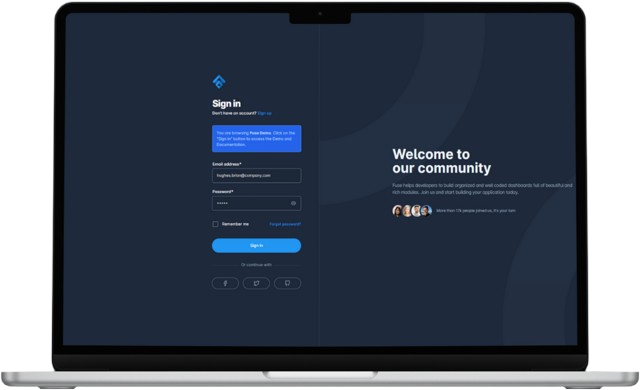 Sign in
Don't have an account? Sign up
You are browsing Fuse Demo. Click on the
"Sign in" button to access the Demo and
Documentation.
Email address*
hughes.brian@company.com
Password*
•••••
Remember me
Forgot password?
Sign in
Or continue with
Welcome to
our community
Fuse helps developers to build organized and well coded dashboards full of beautiful and
rich modules. Join us and start building your application today.
More than 17k people joined us, it's your turn